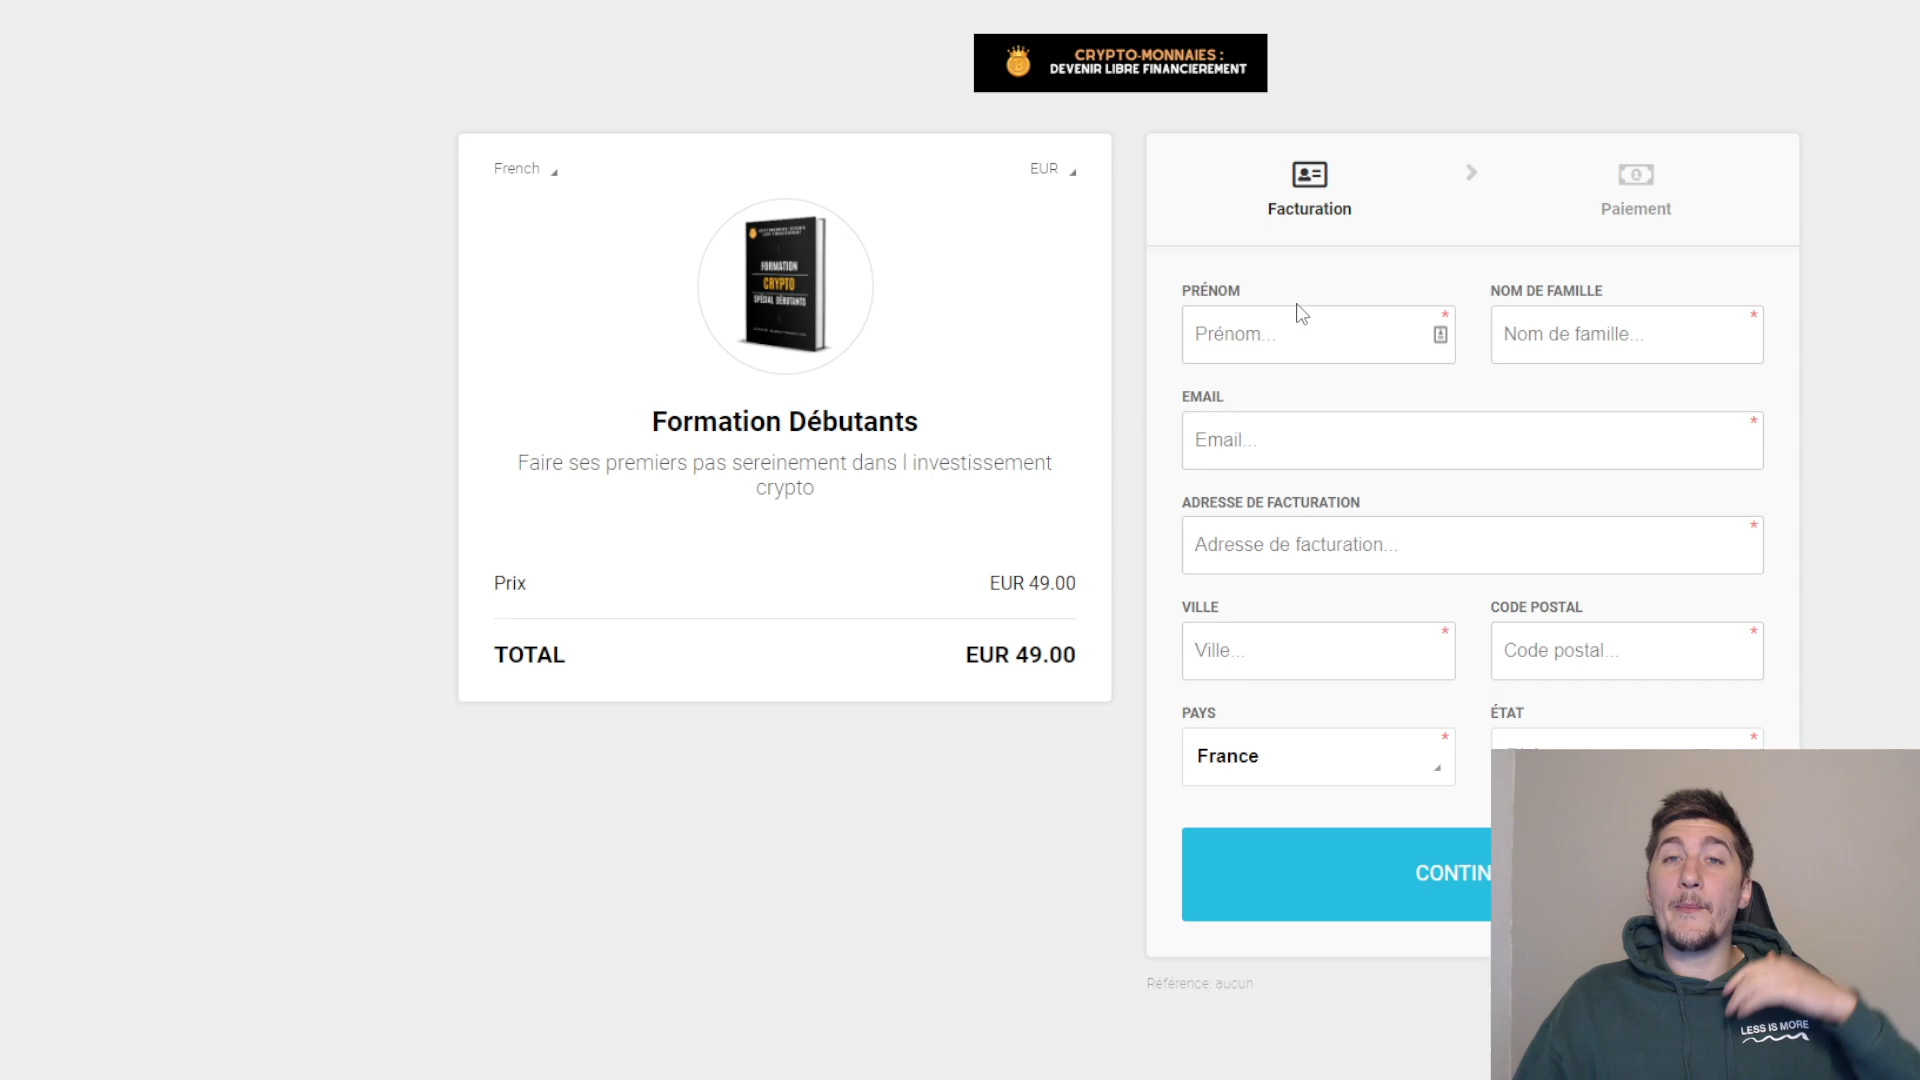 CRYPTO-MONNAIES :
DEVENIR LIBRE FINANCIEREMENT
French
EUR
FORMATION
CRYPTO
SPÉCIAL DÉBUTANTS
Formation Débutants
Faire ses premiers pas sereinement dans l investissement
crypto
Prix
EUR 49.00
TOTAL
EUR 49.00
Facturation
Paiement
PRÉNOM
NOM DE FAMILLE
Prénom...
*
Nom de famille...
*
EMAIL
Email...
*
ADRESSE DE FACTURATION
Adresse de facturation...
*
VILLE
CODE POSTAL
Ville...
*
Code postal...
*
PAYS
ÉTAT
France
*
*
CONTIN
Référence: aucun
LESS IS MORE